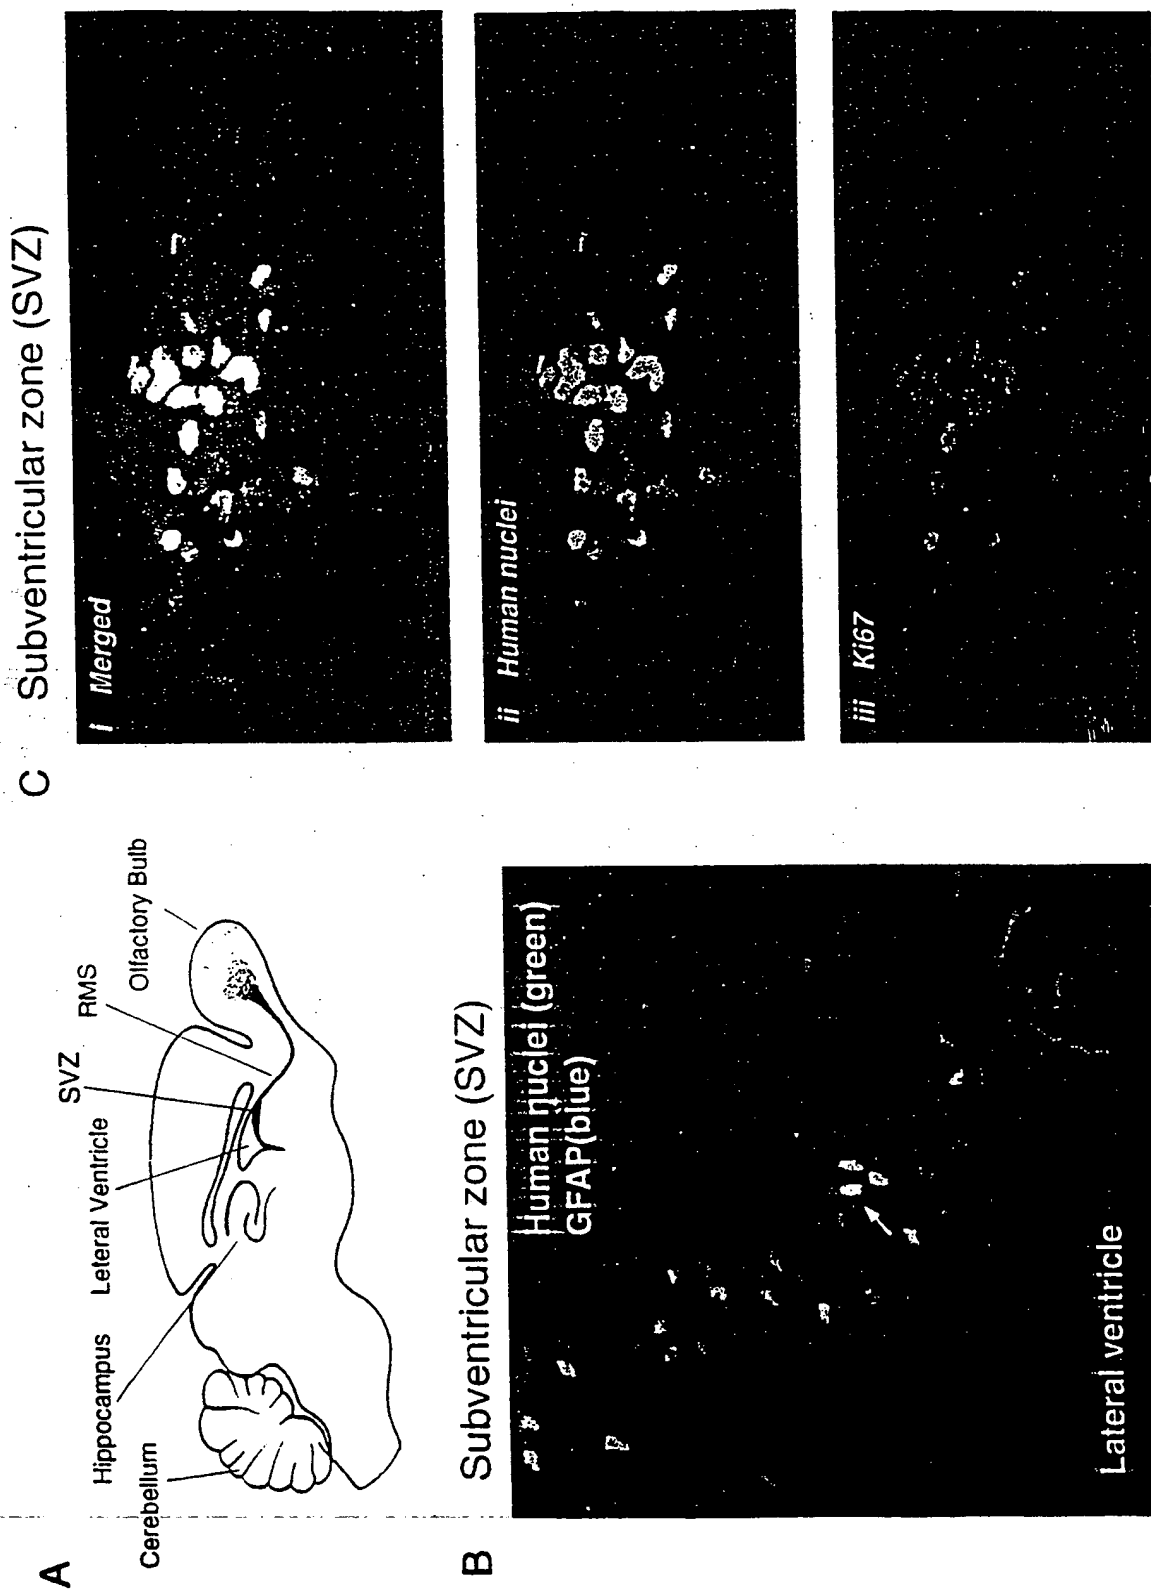 A
Cerebellum
Hippocampus
Leteral Ventricle
SVZ
RMS
Olfactory Bulb
B
Subventricular zone (SVZ)
Human nuclei (green)
GFAP(blue)
Lateral ventricle
C
Subventricular zone (SVZ)
i Merged
ii Human nuclei
iii Ki67